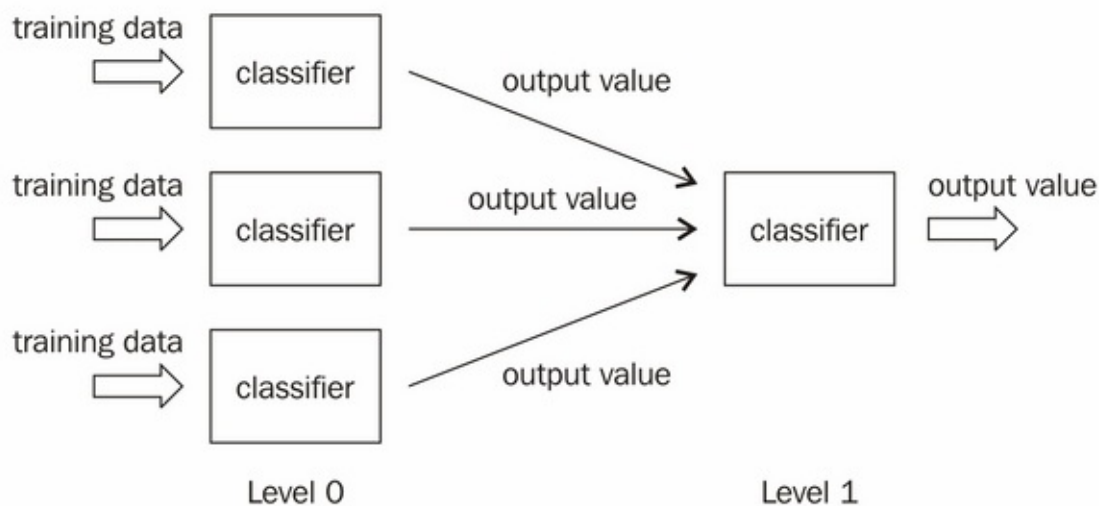 training data
classifier
output value
training data
classifier
output value
classifier
output value
training data
classifier
output value
Level 0
Level 1